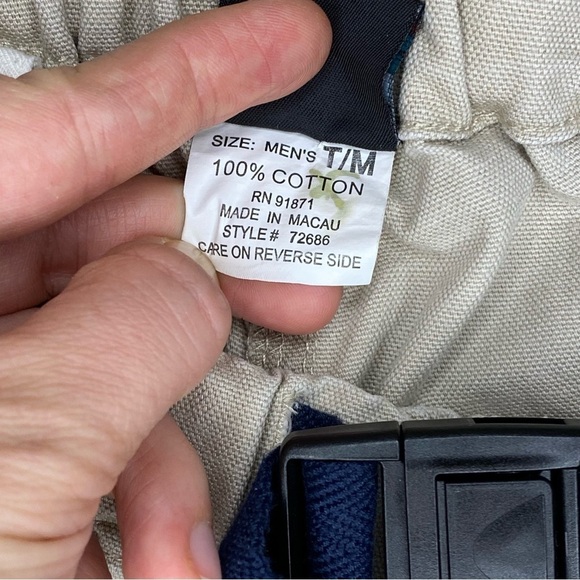 SIZE: MEN'S T/M
100% COTTON
RN 91871
MADE IN MACAU
STYLE# 72686
CARE ON REVERSE SIDE